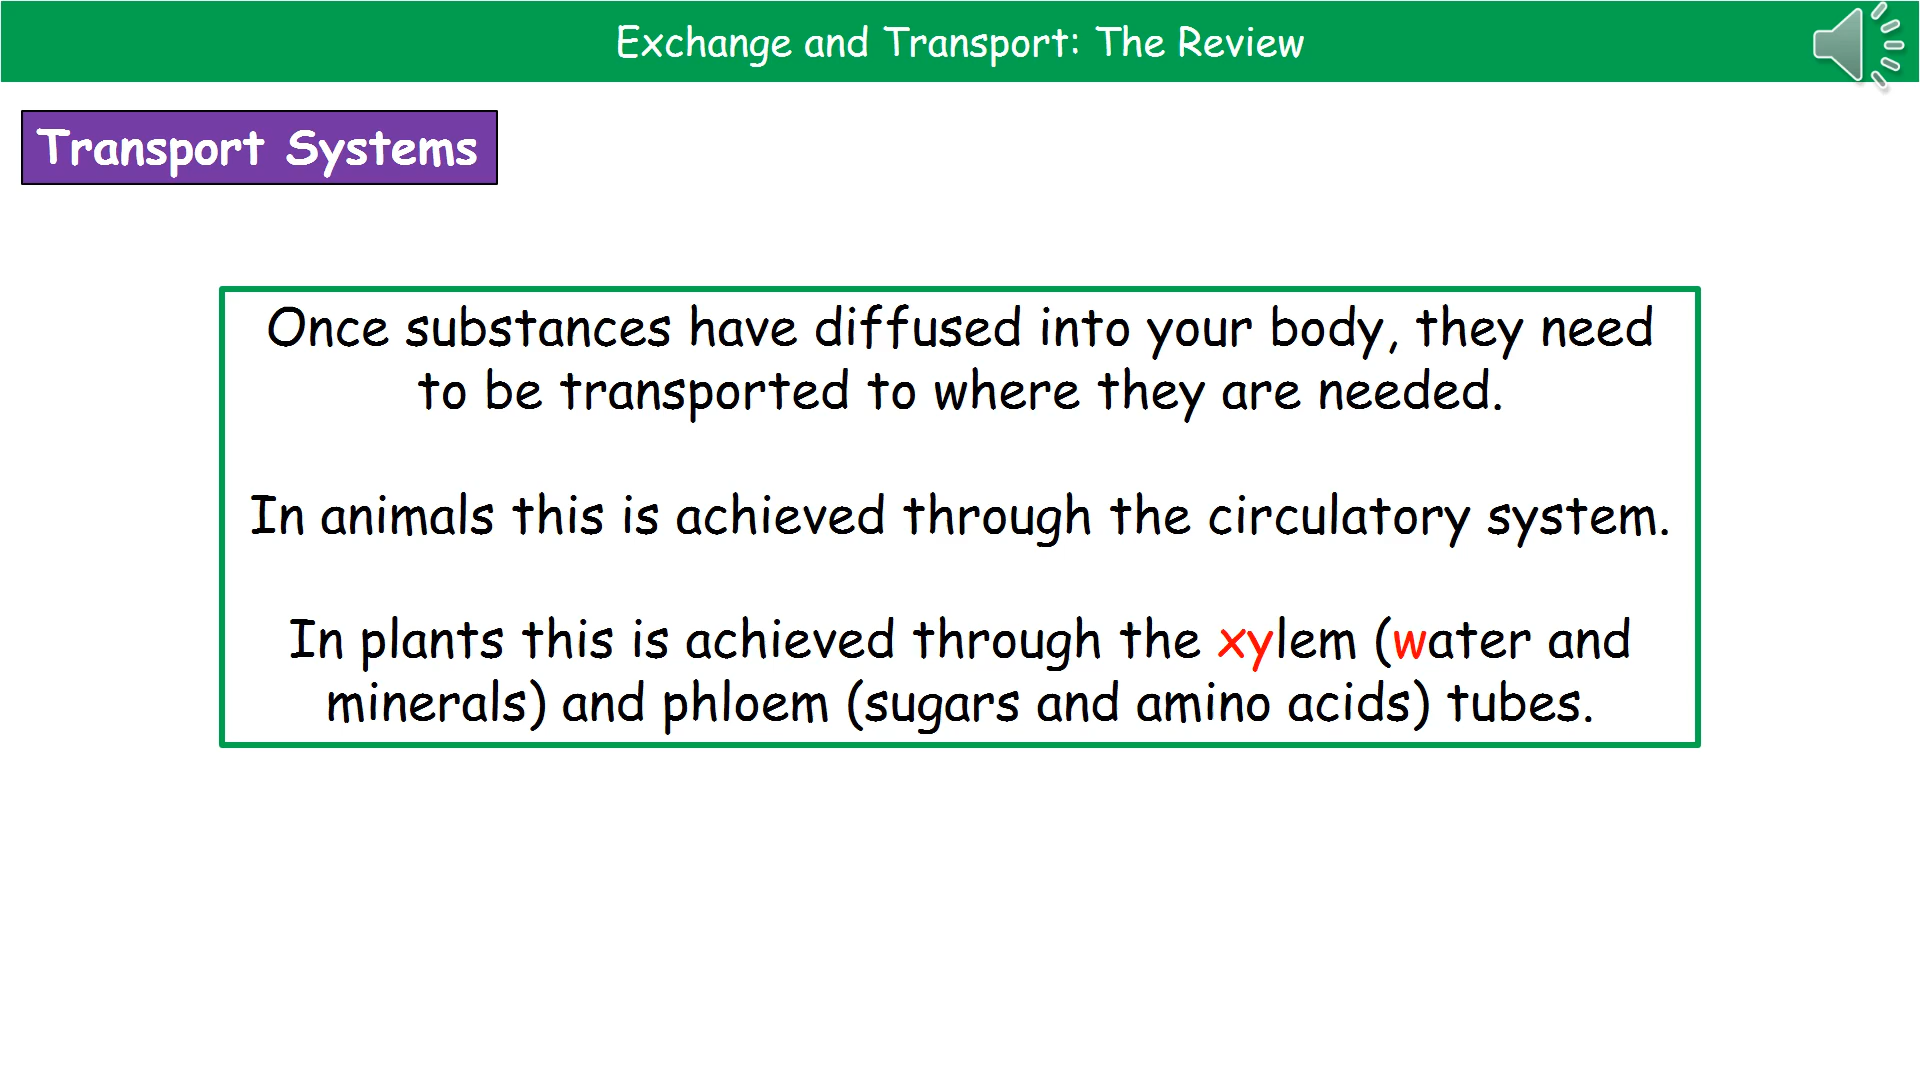 Exchange and Transport: The Review
Transport Systems
Once substances have diffused into your body, they need
to be transported to where they are needed.
In animals this is achieved through the circulatory system.
In plants this is achieved through the xylem (water and
minerals) and phloem (sugars and amino acids) tubes.